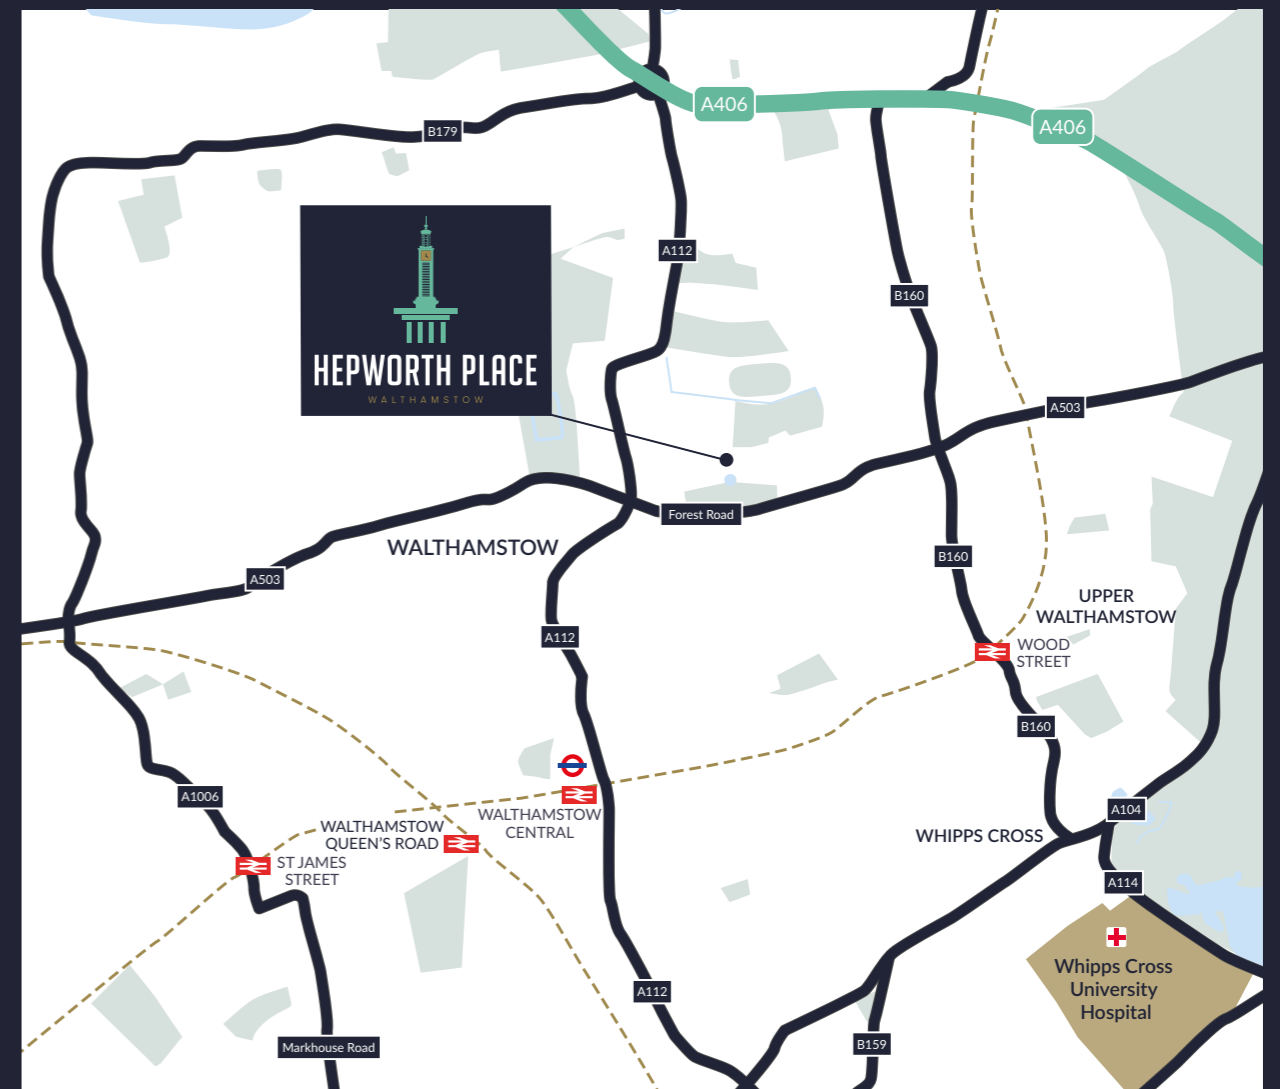 A406
A406
B179
A112
B160
HEPWORTH PLACE
WALTHAMSTOW
A503
Forest Road
WALTHAMSTOW
B160
A503
UPPER
WALTHAMSTOW
A112
WOOD
STREET
B160
A1006
WALTHAMSTOW
CENTRAL
A104
WALTHAMSTOW
QUEEN'S ROAD
WHIPPS CROSS
ST JAMES
STREET
A114
Whipps Cross
University
Hospital
A112
Markhouse Road
B159